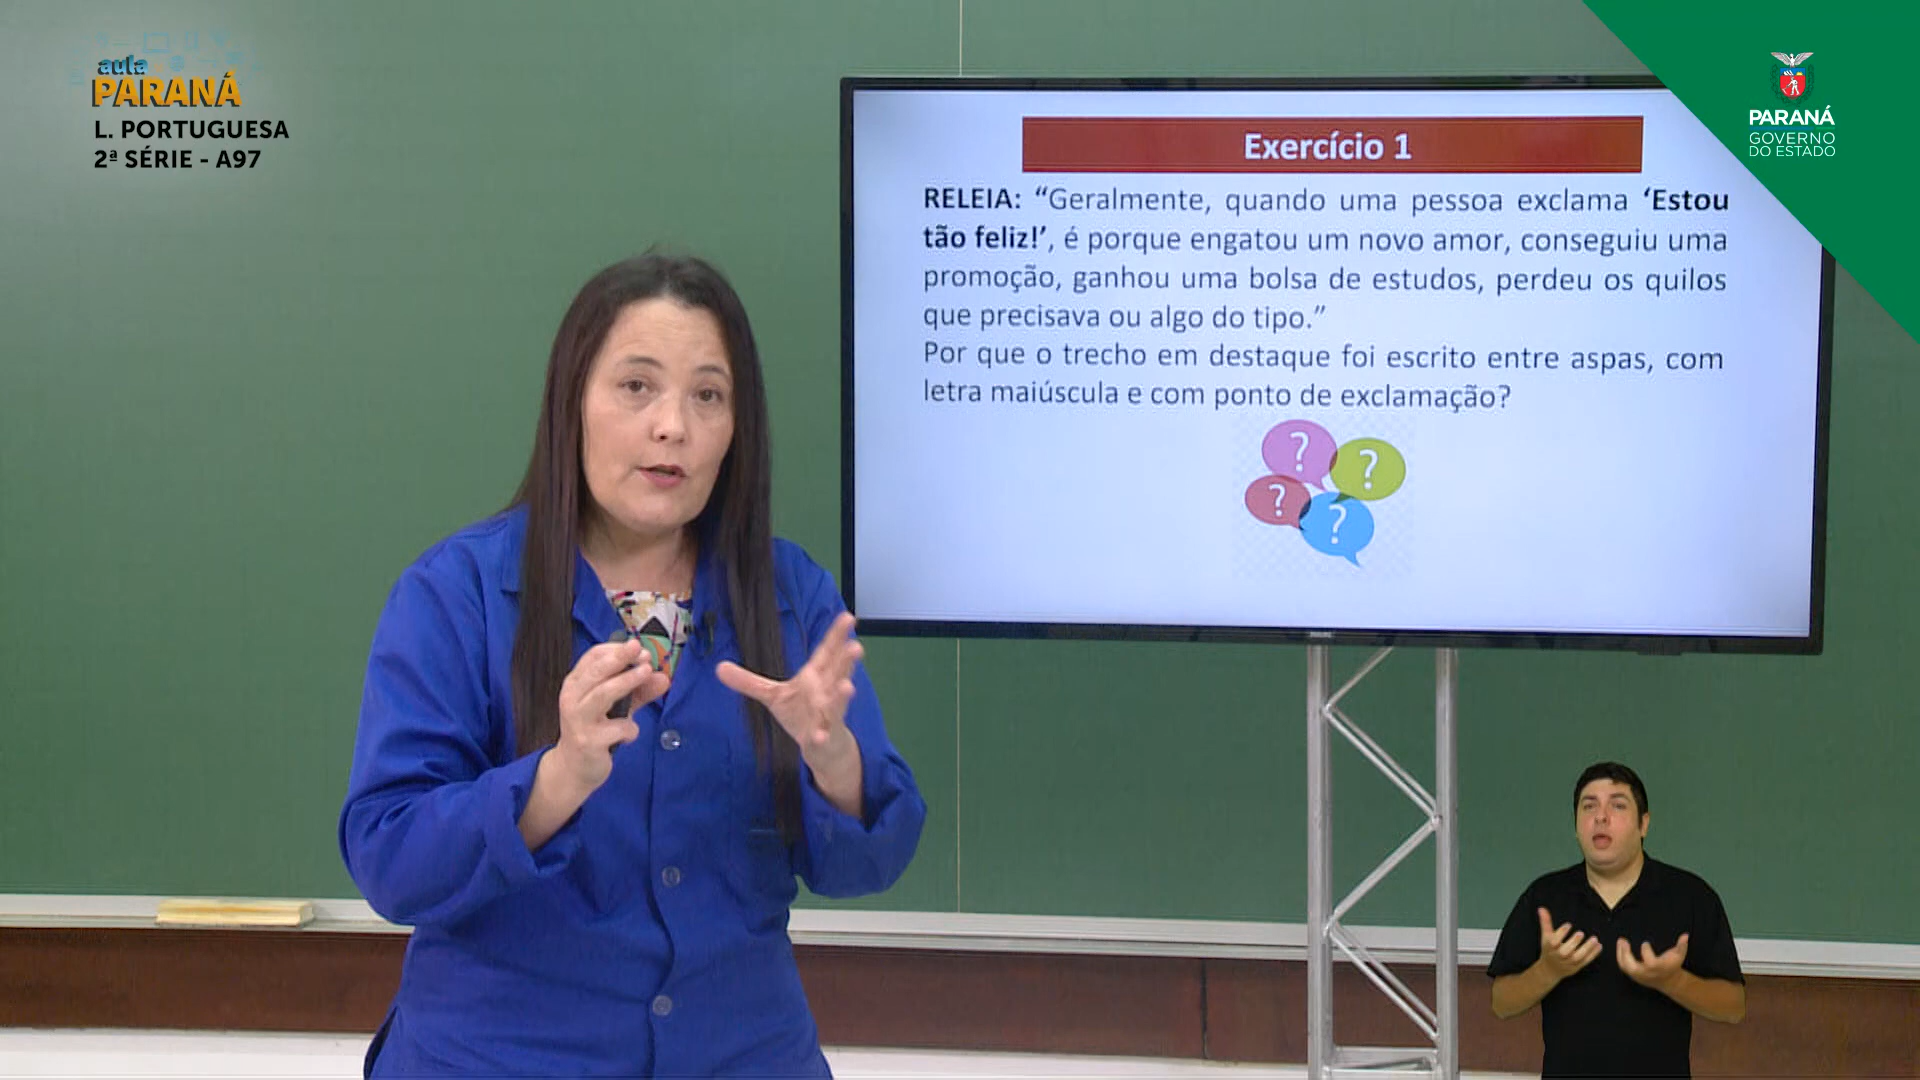 aula
PARANÁ
L. PORTUGUESA
2ª SÉRIE - A97
Exercício 1
RELEIA: “Geralmente, quando uma pessoa exclama ‘Estou
tão feliz!’, é porque engatou um novo amor, conseguiu uma
promoção, ganhou uma bolsa de estudos, perdeu os quilos
que precisava ou algo do tipo.”
Por que o trecho em destaque foi escrito entre aspas, com
letra maiúscula e com ponto de exclamação?
? ?
? ?
PARANÁ
GOVERNO
DO ESTADO